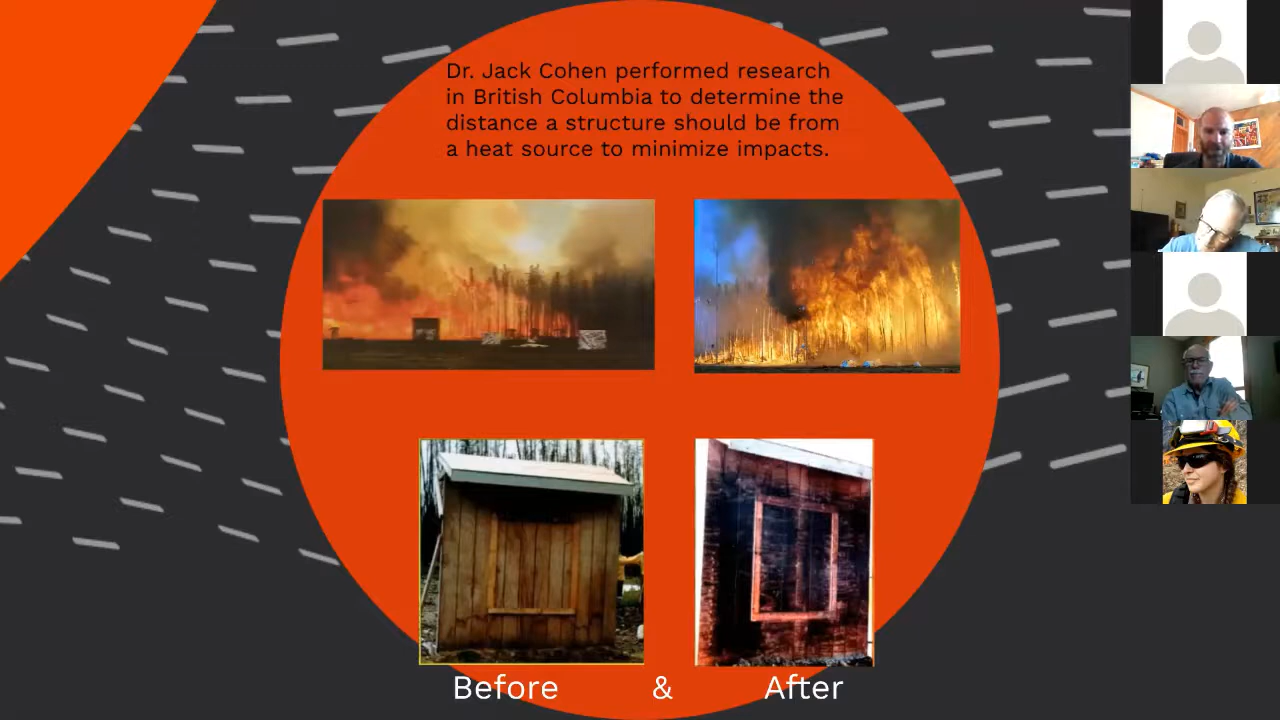 Dr. Jack Cohen performed research
in British Columbia to determine the
distance a structure should be from
a heat source to minimize impacts.
Before & After